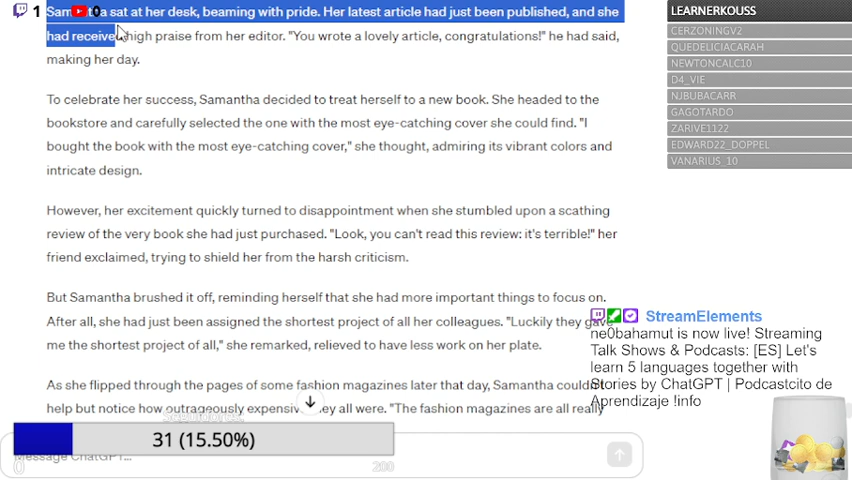 1
0
Samantha sat at her desk, beaming with pride. Her latest article had just been published, and she
had received high praise from her editor. "You wrote a lovely article, congratulations!" he had said,
making her day.
To celebrate her success, Samantha decided to treat herself to a new book. She headed to the
bookstore and carefully selected the one with the most eye-catching cover she could find. "I
bought the book with the most eye-catching cover," she thought, admiring its vibrant colors and
intricate design.
However, her excitement quickly turned to disappointment when she stumbled upon a scathing
review of the very book she had just purchased. "Look, you can't read this review: it's terrible!" her
friend exclaimed, trying to shield her from the harsh criticism.
But Samantha brushed it off, reminding herself that she had more important things to focus on.
After all, she had just been assigned the shortest project of all her colleagues. "Luckily they gave
me the shortest project of all," she remarked, relieved to have less work on her plate.
As she flipped through the pages of some fashion magazines later that day, Samantha couldn't
help but notice how outrageously expensive they all were. "The fashion magazines are all really
31 (15.50%)
Message ChatGPT...
0
200
LEARNERKOUSS
CERZONINGV2
QUEDELICIACARAH
NEWTONCALC10
D4_VIE
NJBUBACARR
GAGOTARDO
ZARIVE1122
EDWARD22_DOPPEL
VANARIUS_10
StreamElements
ne0bahamut is now live! Streaming
Talk Shows & Podcasts: [ES] Let's
learn 5 languages together with
Stories by ChatGPT | Podcastcito de
Aprendizaje !info